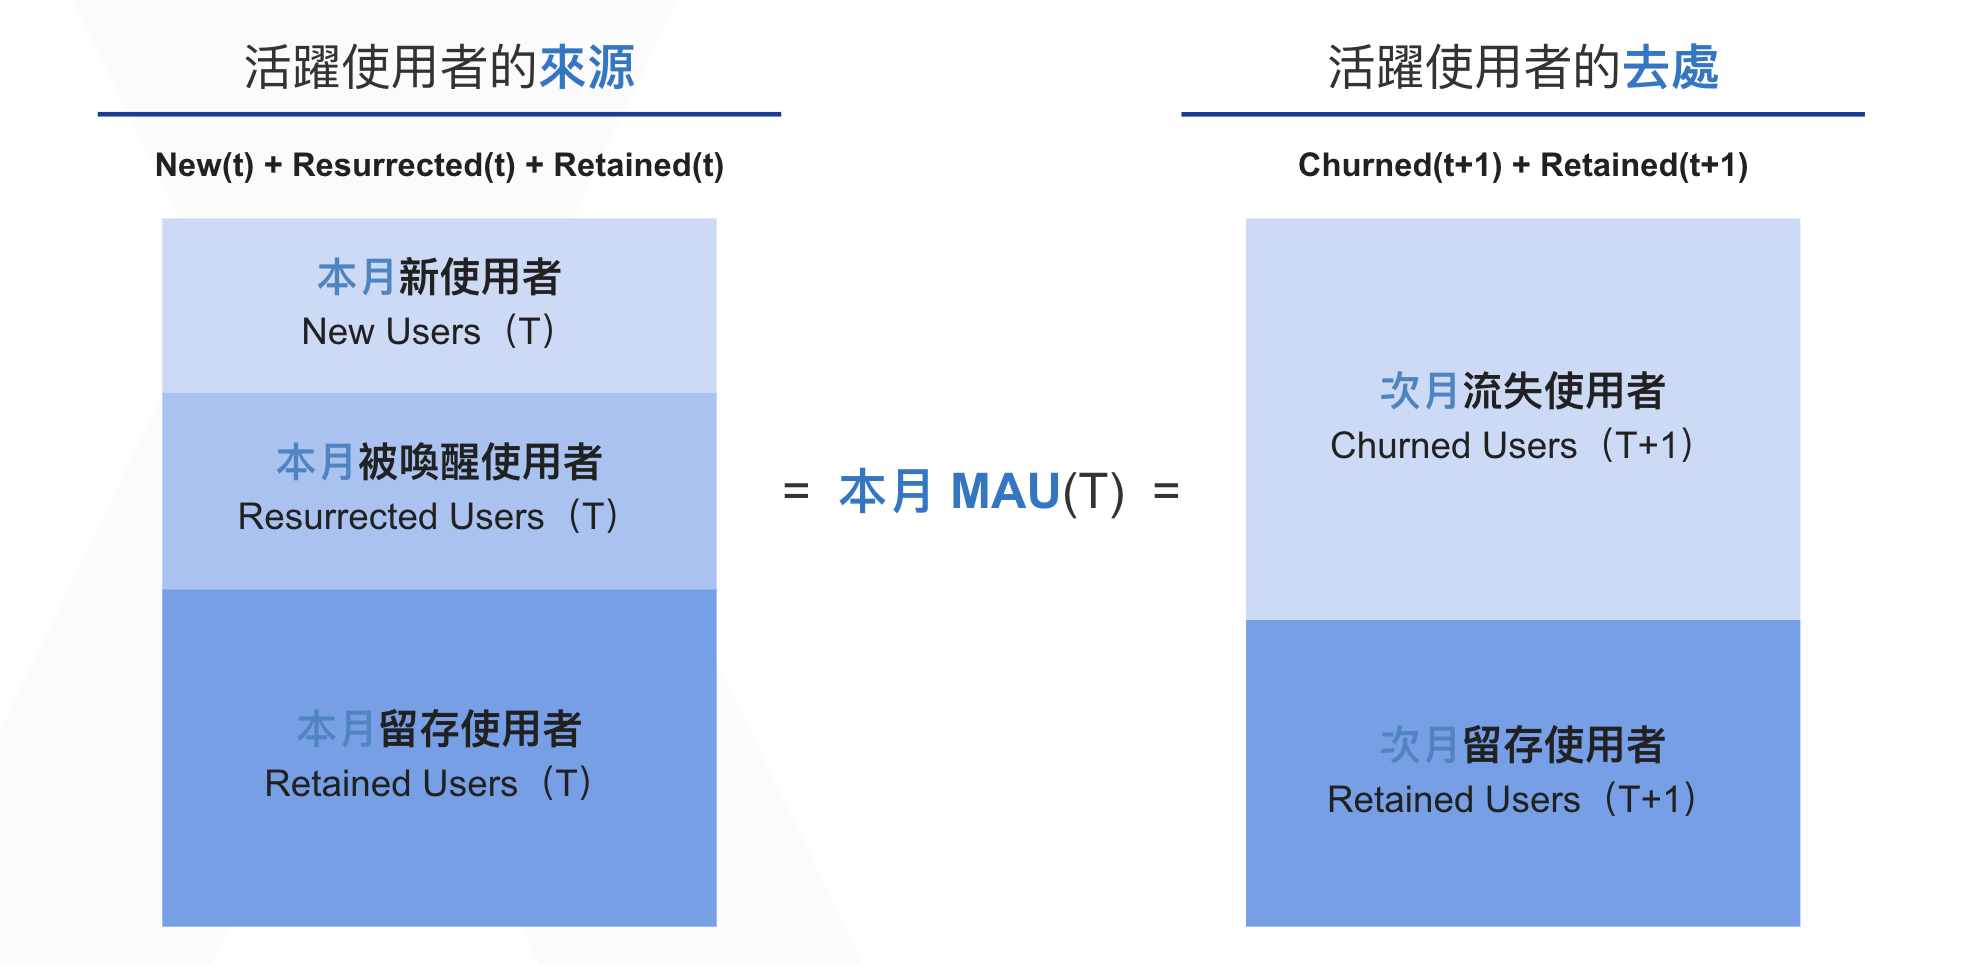 活躍使用者的來源
New(t) + Resurrected(t) + Retained(t)
本月新使用者
New Users（T）
本月被喚醒使用者
Resurrected Users（T）
本月留存使用者
Retained Users（T）
= 本月 MAU(T) =
活躍使用者的去處
Churned(t+1) + Retained(t+1)
次月流失使用者
Churned Users（T+1）
次月留存使用者
Retained Users（T+1）